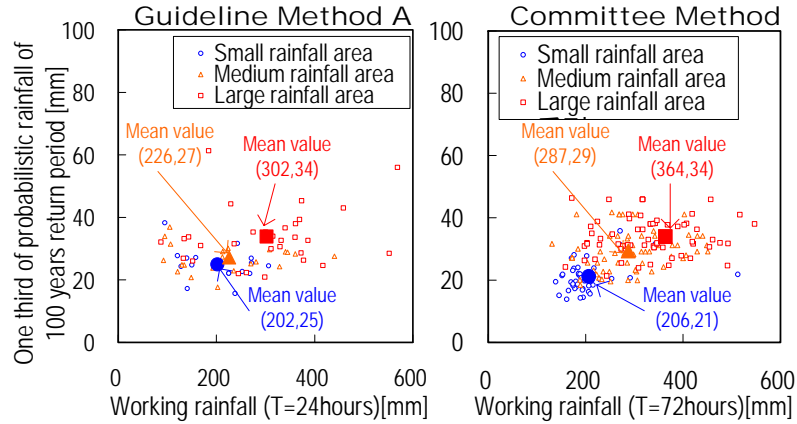 Guideline Method A
One third of probabilistic rainfall of
100 years return period [mm]
100
80
60
40
20
0
Small rainfall area
Medium rainfall area
Large rainfall area
Mean value
(226,27)
Mean value
(302,34)
Mean value
(202,25)
0 200 400 600
Working rainfall (T=24hours)[mm]
Committee Method
100
80
60
40
20
0
Small rainfall area
Medium rainfall area
Large rainfall area
Mean value
(287,29)
Mean value
(364,34)
Mean value
(206,21)
0 200 400 600
Working rainfall (T=72hours)[mm]